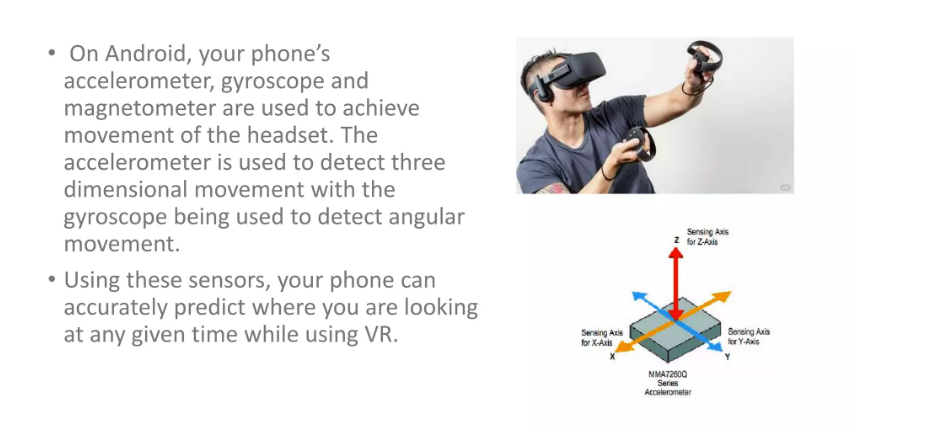 • On Android, your phone’s
accelerometer, gyroscope and
magnetometer are used to achieve
movement of the headset. The
accelerometer is used to detect three
dimensional movement with the
gyroscope being used to detect angular
movement.
• Using these sensors, your phone can
accurately predict where you are looking
at any given time while using VR.
Z
Sensing Axis
for Z-Axis
Sensing Axis
for X-Axis
X
Sensing Axis
for Y-Axis
Y
MMA7260Q
Series
Accelerometer